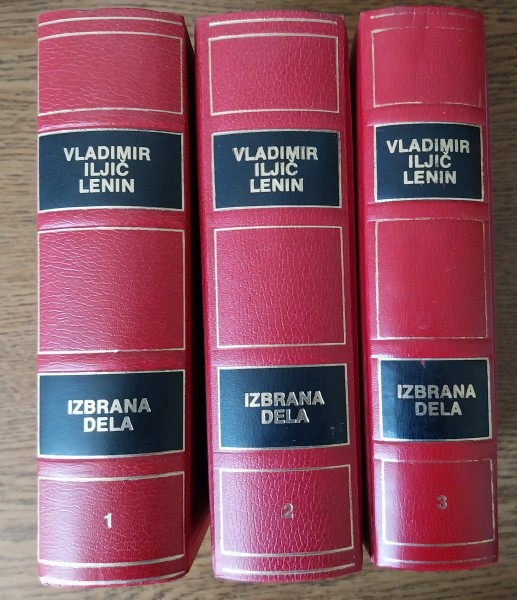 VLADIMIR
ILJIČ
LENIN
IZBRANA
DELA
1
VLADIMIR
ILJIČ
LENIN
IZBRANA
DELA
2
VLADIMIR
ILJIČ
LENIN
IZBRANA
DELA
3